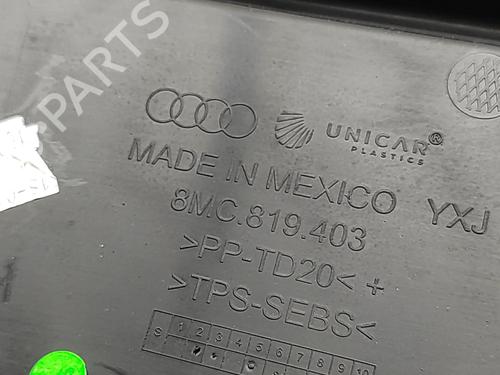 PARTS
UNICAR®
PLASTICS
MADE IN MEXICO YXJ
8MC.819.403
>PP-TD20< +
>TPS-SEBS<
S 1 2 3 4 5 6 7 8 9 10